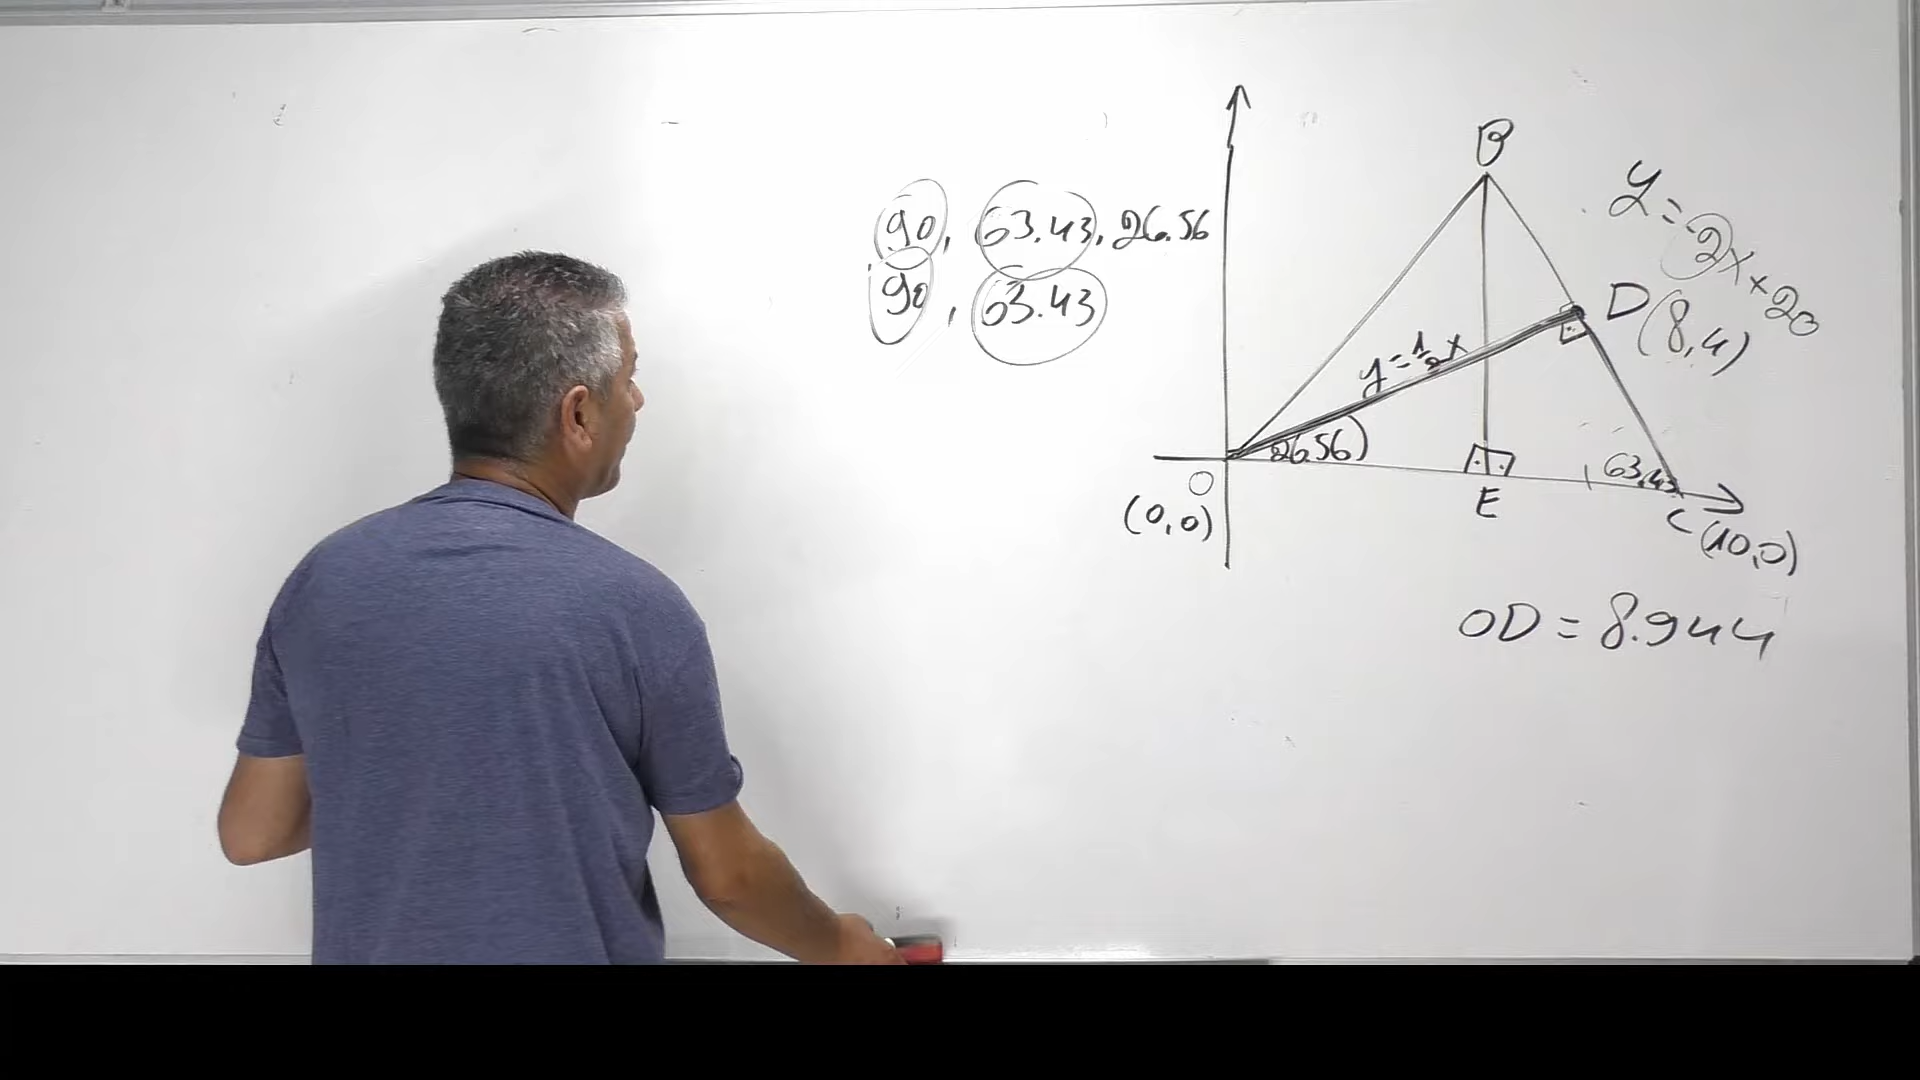 90, 63.43, 26.56
90, 63.43
B
y=-2x+20
D(8,4)
y=1/2x
26.56
63.43
O
(0,0)
E
C(10,0)
OD=8.944